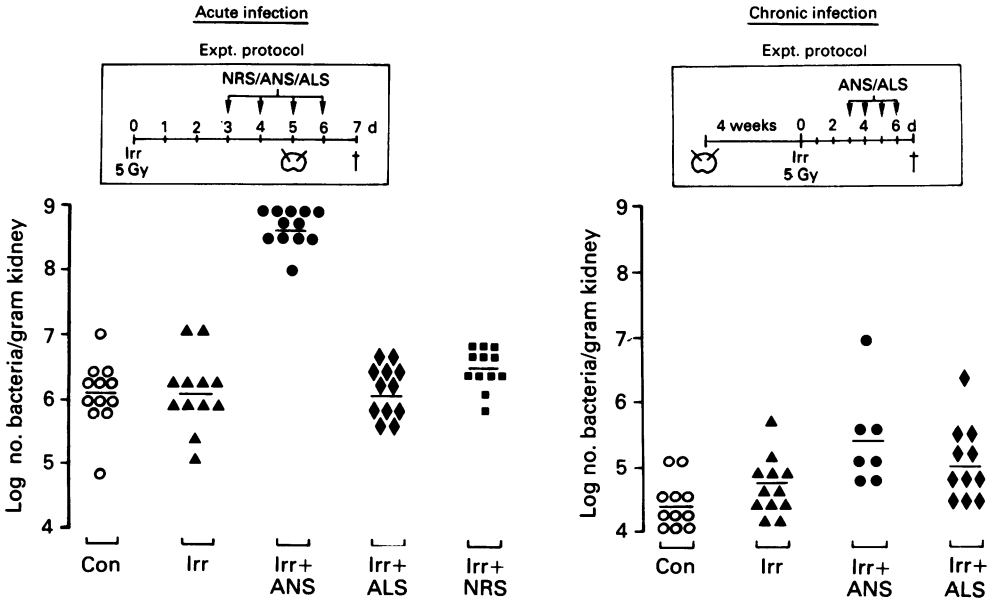 Acute infection
Expt. protocol
NRS/ANS/ALS
0 1 2 3 4 5 6 7 d
Irr
5 Gy
†
Log no. bacteria/gram kidney
9
8
7
6
5
4
Con
Irr
Irr+
ANS
Irr+
ALS
Irr+
NRS
Chronic infection
Expt. protocol
ANS/ALS
4 weeks 0 2 4 6 d
Irr
5 Gy
†
Log no. bacteria/gram kidney
9
8
7
6
5
4
Con
Irr
Irr+
ANS
Irr+
ALS